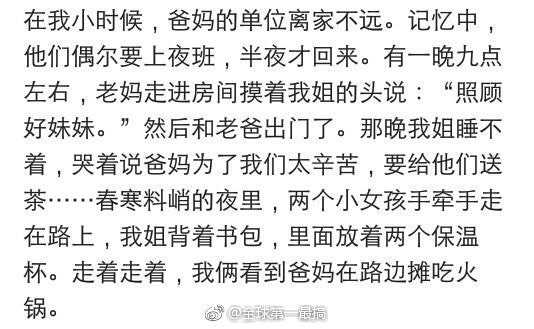 在我小时候，爸妈的单位离家不远。记忆中，
他们偶尔要上夜班，半夜才回来。有一晚九点
左右，老妈走进房间摸着我姐的头说：“照顾
好妹妹。”然后和老爸出门了。那晚我姐睡不
着，哭着说爸妈为了我们太辛苦，要给他们送
茶……春寒料峭的夜里，两个小女孩手牵手走
在路上，我姐背着书包，里面放着两个保温
杯。走着走着，我俩看到爸妈在路边摊吃火
锅。
@全球第一最搞